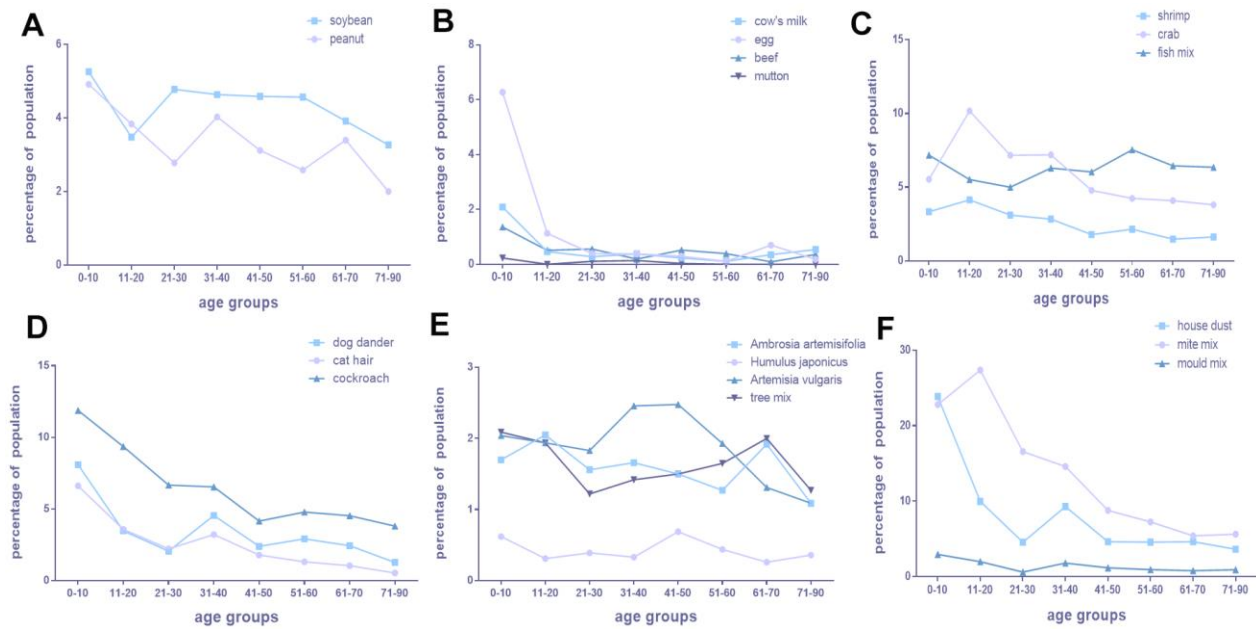 A
soybean
peanut
percentage of population
6
4
2
0
0-10 11-20 21-30 31-40 41-50 51-60 61-70 71-90
age groups
B
cow's milk
egg
beef
mutton
percentage of population
8
6
4
2
0
0-10 11-20 21-30 31-40 41-50 51-60 61-70 71-90
age groups
C
shrimp
crab
fish mix
percentage of population
15
10
5
0
0-10 11-20 21-30 31-40 41-50 51-60 61-70 71-90
age groups
D
dog dander
cat hair
cockroach
percentage of population
15
10
5
0
0-10 11-20 21-30 31-40 41-50 51-60 61-70 71-90
age groups
E
Ambrosia artemisifolia
Humulus japonicus
Artemisia vulgaris
tree mix
percentage of population
3
2
1
0
0-10 11-20 21-30 31-40 41-50 51-60 61-70 71-90
age groups
F
house dust
mite mix
mould mix
percentage of population
30
20
10
0
0-10 11-20 21-30 31-40 41-50 51-60 61-70 71-90
age groups